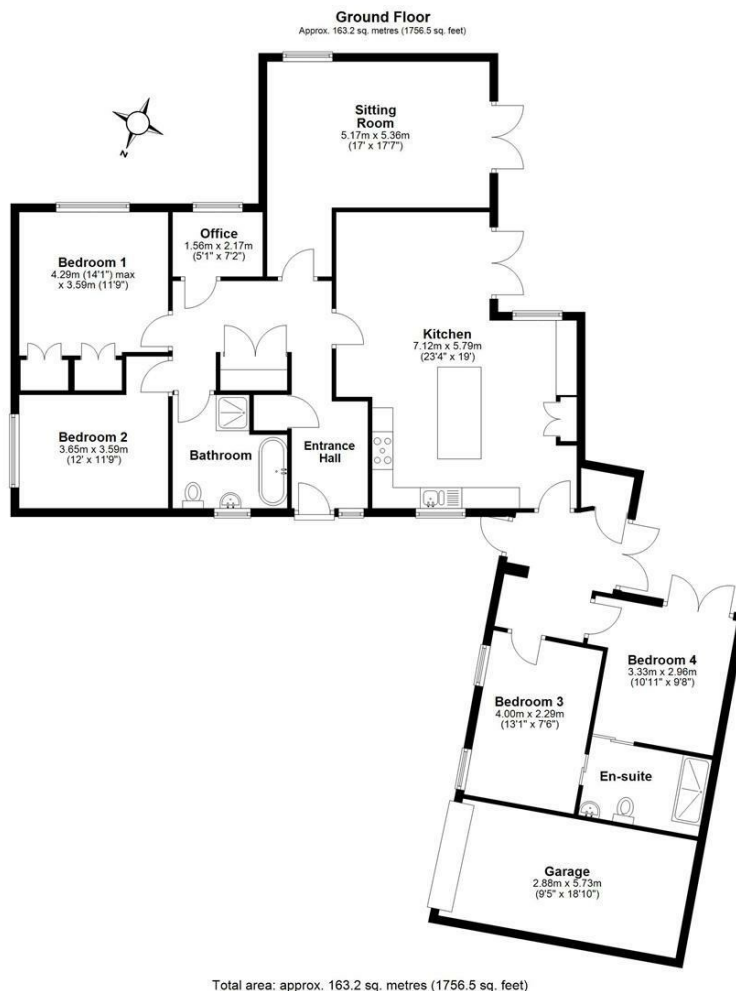 Ground Floor
Approx. 163.2 sq. metres (1756.5 sq. feet)
Sitting
Room
5.17m x 5.36m
(17' x 17'7")
N
Office
1.56m x 2.17m
(5'1" x 7'2")
Bedroom 1
4.29m (14'1") max
x 3.59m (11'9")
Kitchen
7.12m x 5.79m
(23'4" x 19')
Bedroom 2
3.65m x 3.59m
(12' x 11'9")
Bathroom
Entrance
Hall
Bedroom 4
3.33m x 2.96m
(10'11" x 9'8")
Bedroom 3
4.00m x 2.29m
(13'1" x 7'6")
En-suite
Garage
2.88m x 5.73m
(9'5" x 18'10")
Total area: approx. 163.2 sq. metres (1756.5 sq. feet)